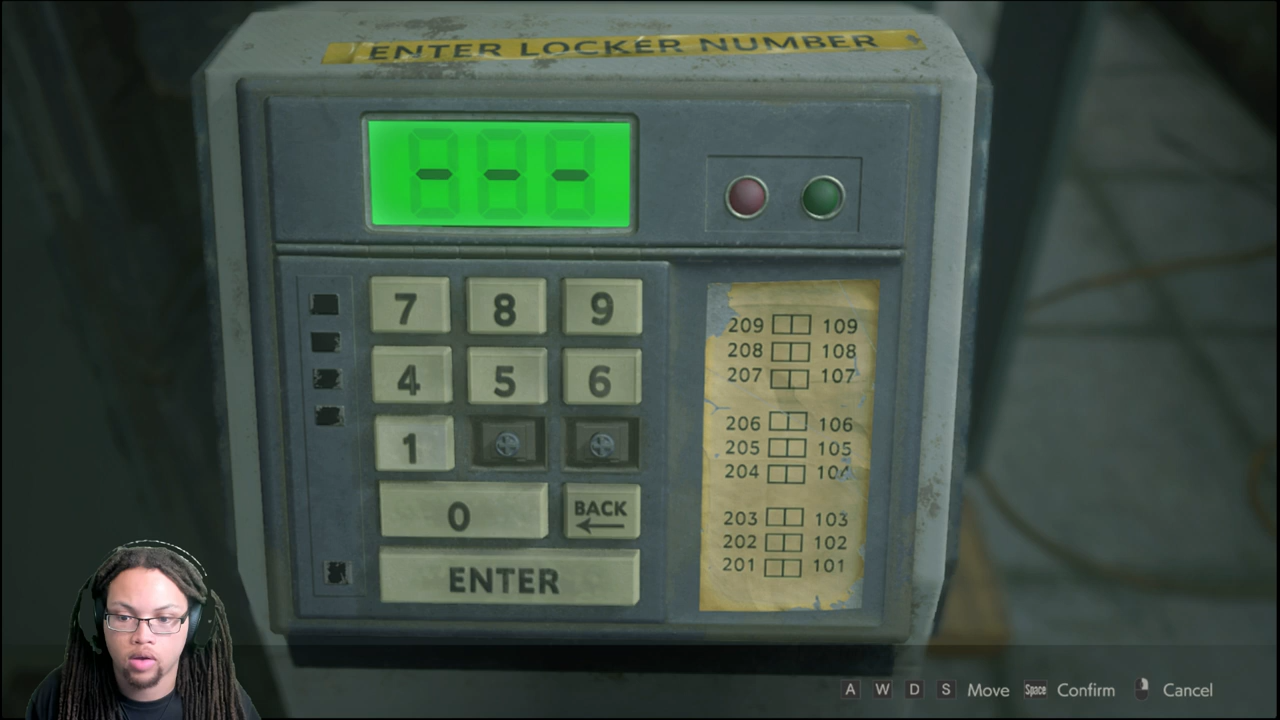 ENTER LOCKER NUMBER
7 8 9
4 5 6
1
0 BACK
ENTER
209 109
208 108
207 107
206 106
205 105
204 104
203 103
202 102
201 101
A W D S Move Space Confirm Cancel